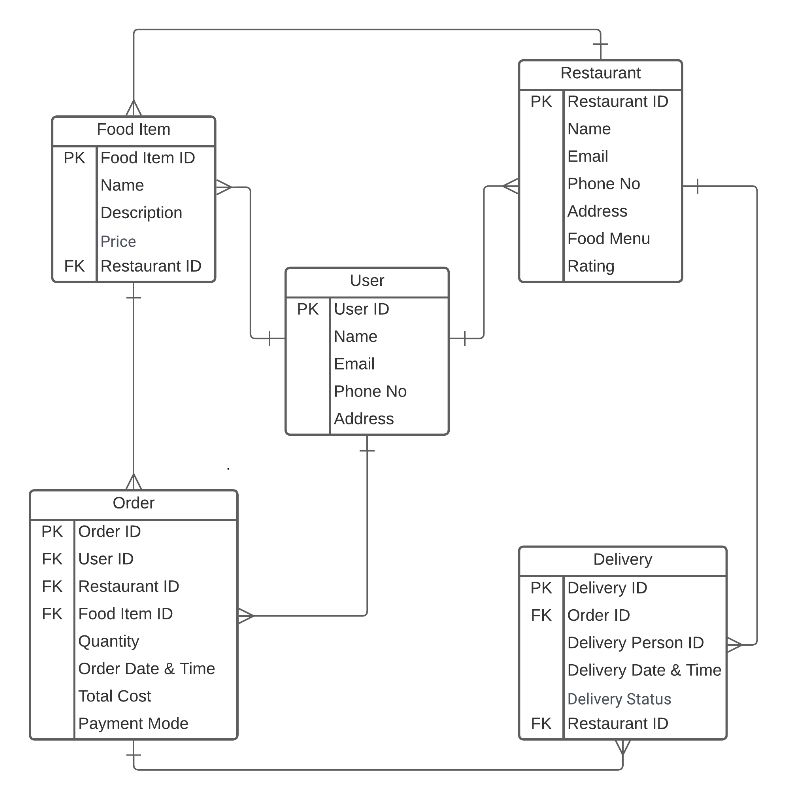 Restaurant
PK Restaurant ID
Name
Email
Phone No
Address
Food Menu
Rating
Food Item
PK Food Item ID
Name
Description
Price
FK Restaurant ID
User
PK User ID
Name
Email
Phone No
Address
Order
PK Order ID
FK User ID
FK Restaurant ID
FK Food Item ID
Quantity
Order Date & Time
Total Cost
Payment Mode
Delivery
PK Delivery ID
FK Order ID
Delivery Person ID
Delivery Date & Time
Delivery Status
FK Restaurant ID